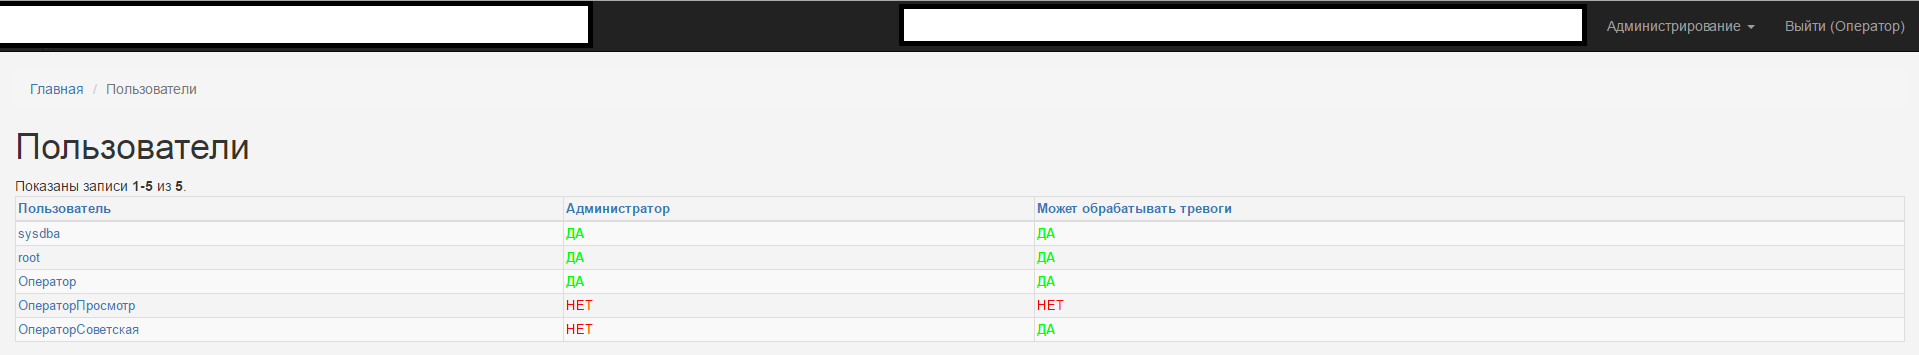 Администрирование Выйти (Оператор)
Главная / Пользователи
Пользователи
Показаны записи 1-5 из 5.
Пользователь Администратор Может обрабатывать тревоги
sysdba ДА ДА
root ДА ДА
Оператор ДА ДА
ОператорПросмотр НЕТ НЕТ
ОператорСоветская НЕТ ДА